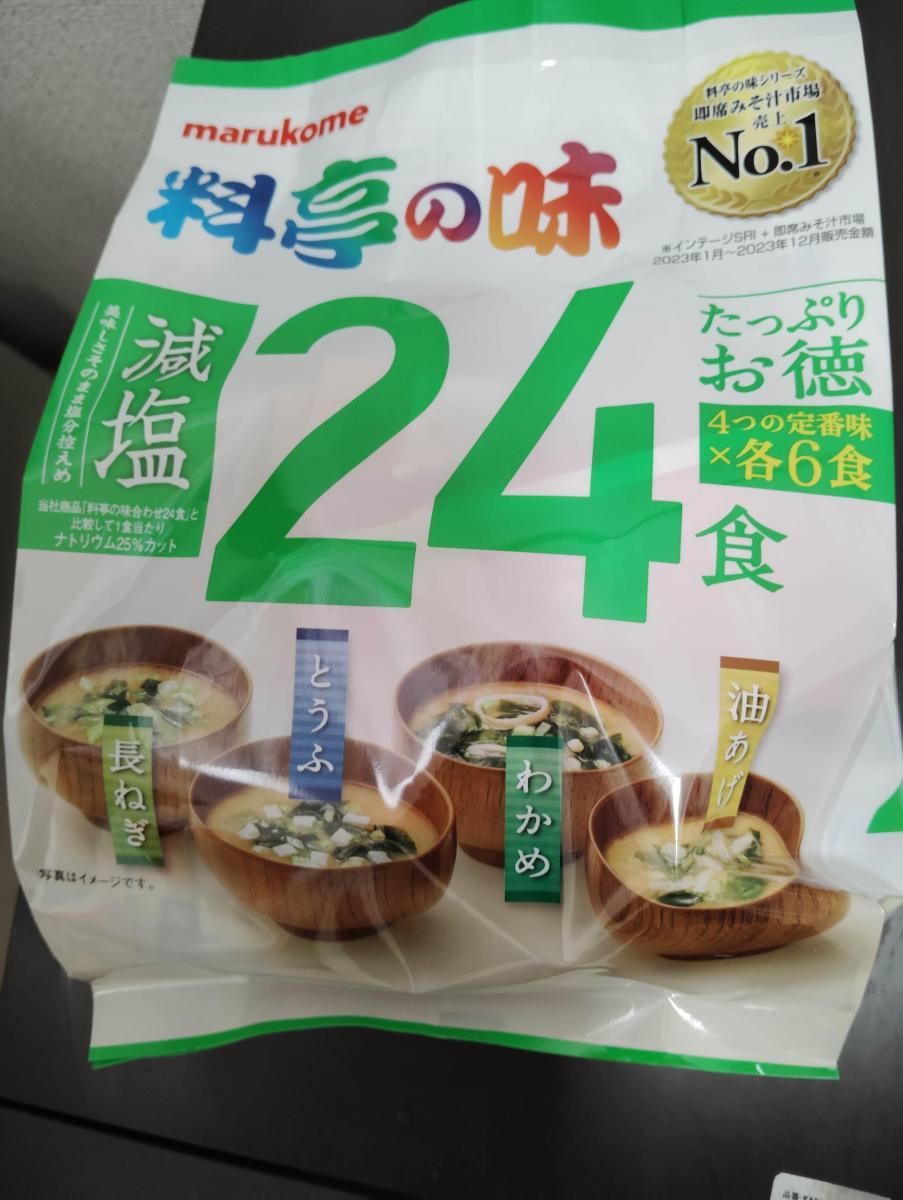 marukome
料亭の味
料亭の味シリーズ
即席みそ汁市場
売上
No.1
※インテージSRI＋即席みそ汁市場
2023年1月～2023年12月販売金額
減塩
美味しさそのまま塩分控えめ
当社商品「料亭の味合わせ24食」と
比較して1食当たり
ナトリウム25%カット
24食
たっぷり
お徳
4つの定番味
×各6食
長ねぎ
とうふ
わかめ
油あげ
写真はイメージです。